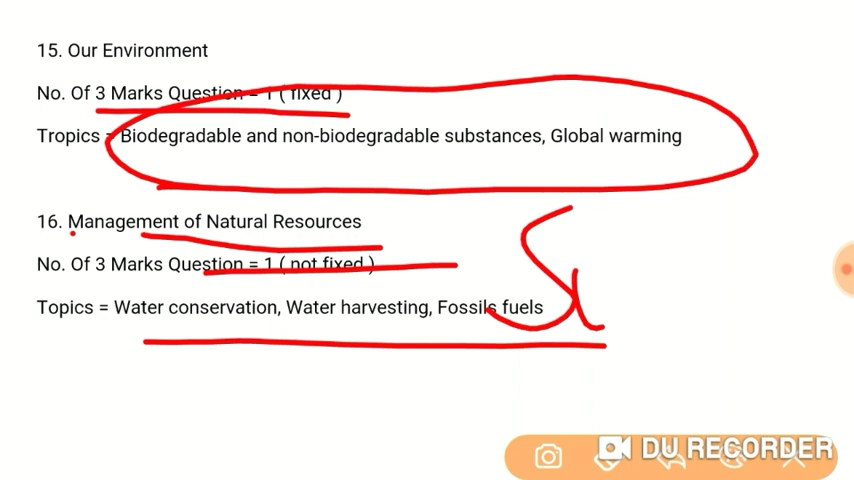 15. Our Environment
No. Of 3 Marks Question = 1 ( fixed )
Tropics = Biodegradable and non-biodegradable substances, Global warming
16. Management of Natural Resources
No. Of 3 Marks Question = 1 ( not fixed )
Topics = Water conservation, Water harvesting, Fossils fuels
DU RECORDER